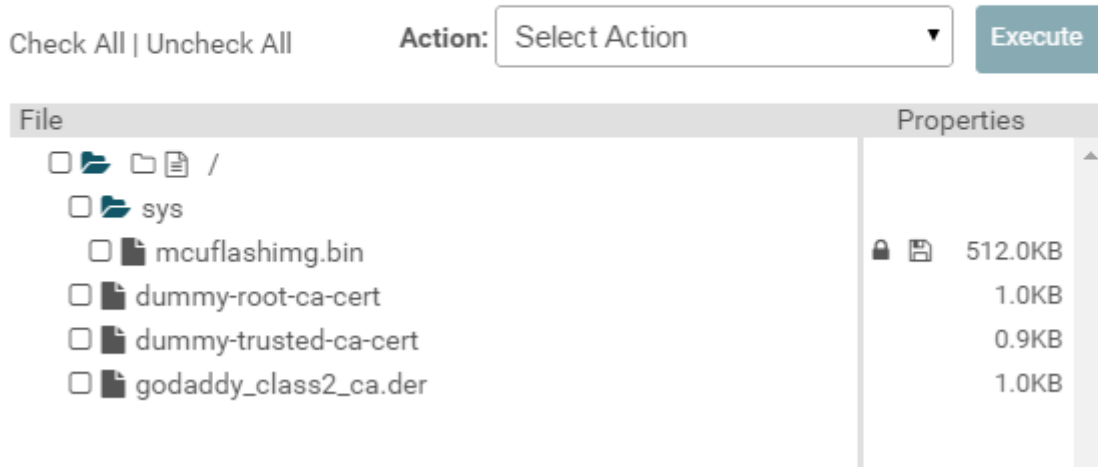 Check All | Uncheck All Action: Select Action Execute
File Properties
/
sys
mcuflashimg.bin 512.0KB
dummy-root-ca-cert 1.0KB
dummy-trusted-ca-cert 0.9KB
godaddy_class2_ca.der 1.0KB